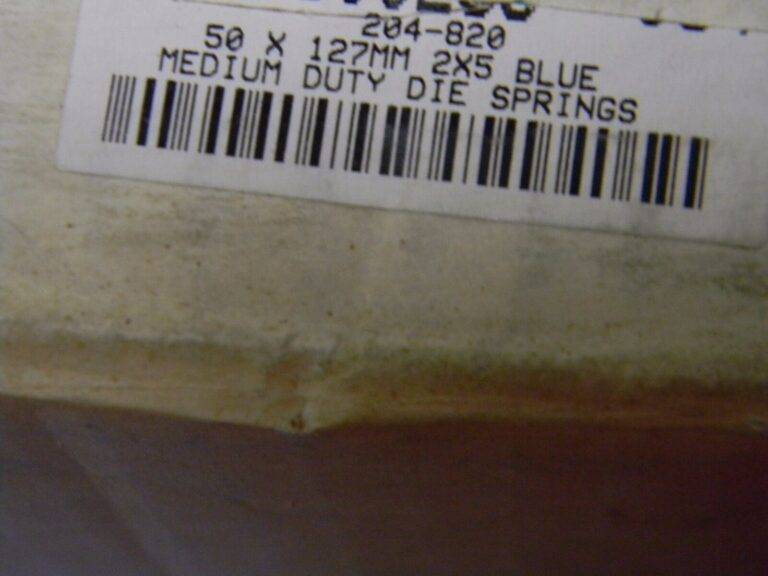 204-820
50 X 127MM 2X5 BLUE
MEDIUM DUTY DIE SPRINGS